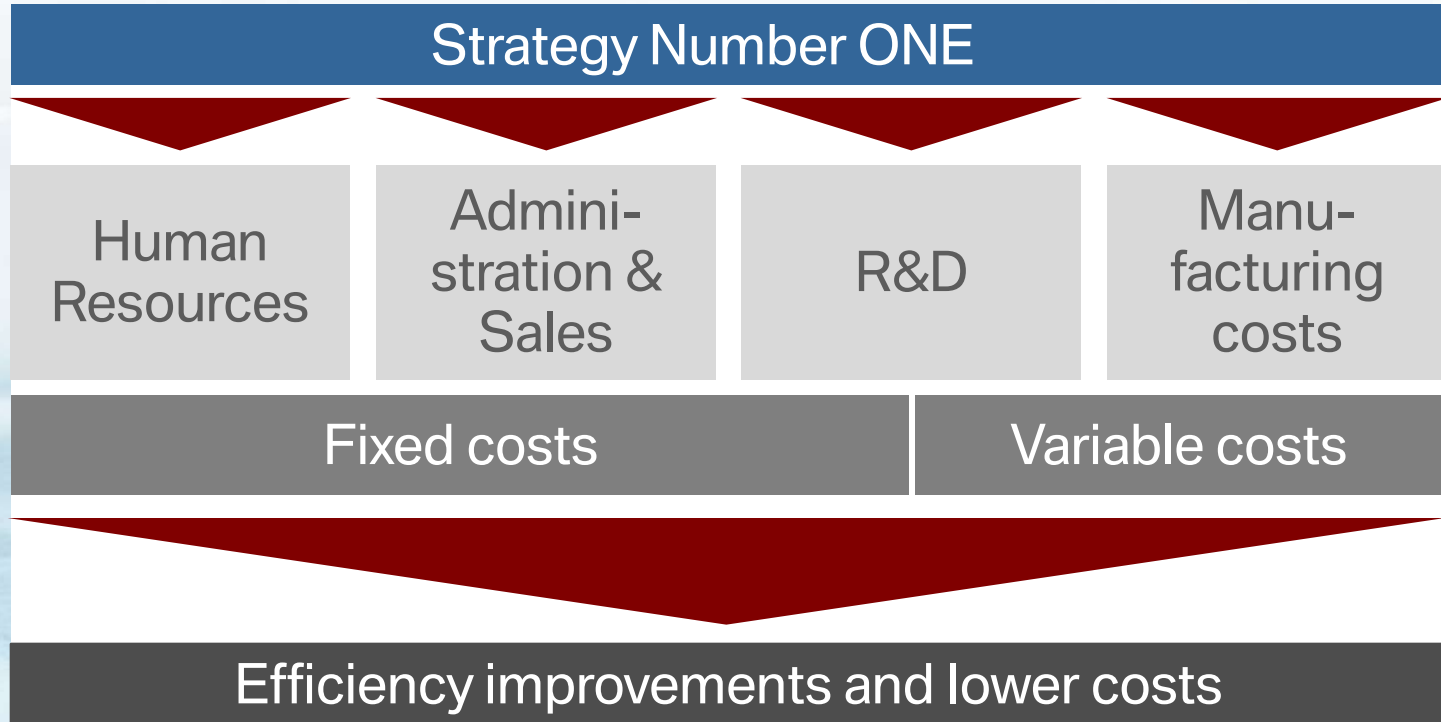 Strategy Number ONE
Human
Resources
Admini-
stration &
Sales
R&D
Manu-
facturing
costs
Fixed costs
Variable costs
Efficiency improvements and lower costs